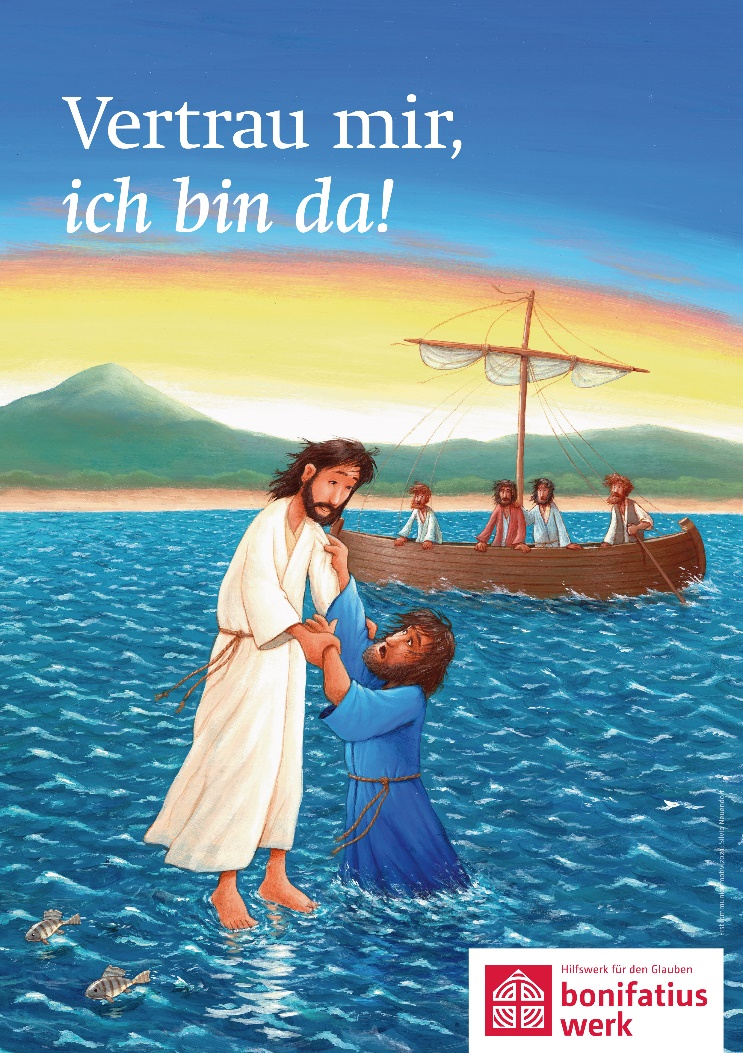 Vertrau mir,
ich bin da!
Hilfswerk für den Glauben
bonifatius
werk